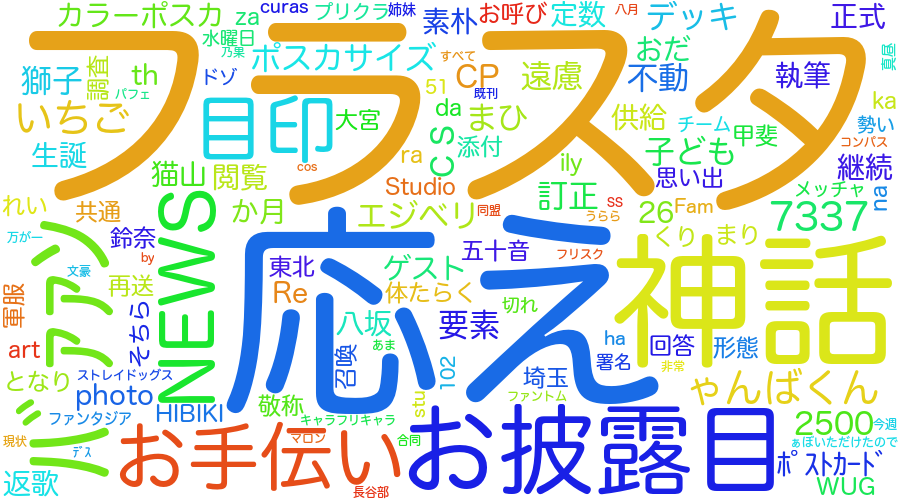 カラーポスカ
za
curas
プリクラ
姉妹
素朴
お呼び
定数
八月
デッキ
正式
水曜日
乃果
ポスカサイズ
すべて
おだ
真昼
フラスタ
獅子
調査
th
パフェ
ドゾ
51
CP
既刊
遠慮
不動
執筆
いちご
目印
大宮
da
まひ
供給
チーム
ka
勢い
生誕
cs
添付
子ども
甲斐
コンパス
猫山
閲覧
cos
ra
ily
思い出
継続
Studio
訂正
メッチャ
na
れい
共通
NEWS
か月
エジベリ
同盟
ss
うらら
26
Fam
7337
万が一
ツアファン
鈴奈
by
応え
五十音
フリスク
くり
まり
神話
文豪
再送
東北
ゲスト
軍服
そちら
Re
体たらく
切れ
八坂
要素
ha
回答
形態
art
召喚
あま
署名
となり
ストレイドッグス
102
埼玉
非常
photo
stu
ファントム
ゃんばくん
ファンタジア
HIBIKI
敬称
キャラフリキャラ
2500
今週
現状
お手伝い
マロン
合同
お披露目
ぁぼいただけたので
デス
ポストカード
返歌
長谷部
WUG